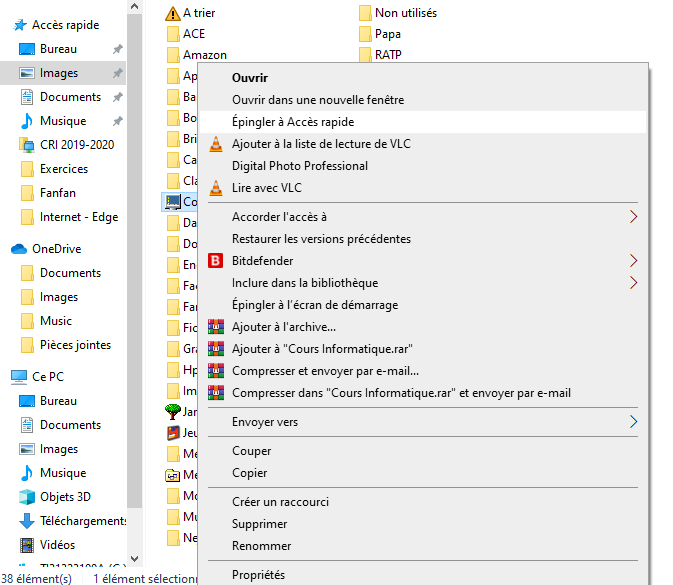 Accès rapide
Bureau
Images
Documents
Musique
CRI 2019-2020
Exercices
Fanfan
Internet - Edge
OneDrive
Documents
Images
Music
Pièces jointes
Ce PC
Bureau
Documents
Images
Musique
Objets 3D
Téléchargements
Vidéos
A trier
ACE
Amazon
Ap
Ba
Bo
Bri
Ca
Cla
Co
Da
Do
En
Fac
Far
Fic
Gra
Hp
Im
Jar
Jeu
Me
Me
Mo
Mu
Ne
Non utilisés
Papa
RATP
Ouvrir
Ouvrir dans une nouvelle fenêtre
Épingler à Accès rapide
Ajouter à la liste de lecture de VLC
Digital Photo Professional
Lire avec VLC
Accorder l'accès à
Restaurer les versions précédentes
B Bitdefender
Inclure dans la bibliothèque
Épingler à l'écran de démarrage
Ajouter à l'archive...
Ajouter à "Cours Informatique.rar"
Compresser et envoyer par e-mail...
Compresser dans "Cours Informatique.rar" et envoyer par e-mail
Envoyer vers
Couper
Copier
Créer un raccourci
Supprimer
Renommer
Propriétés
38 élément(s) 1 élément sélectionn